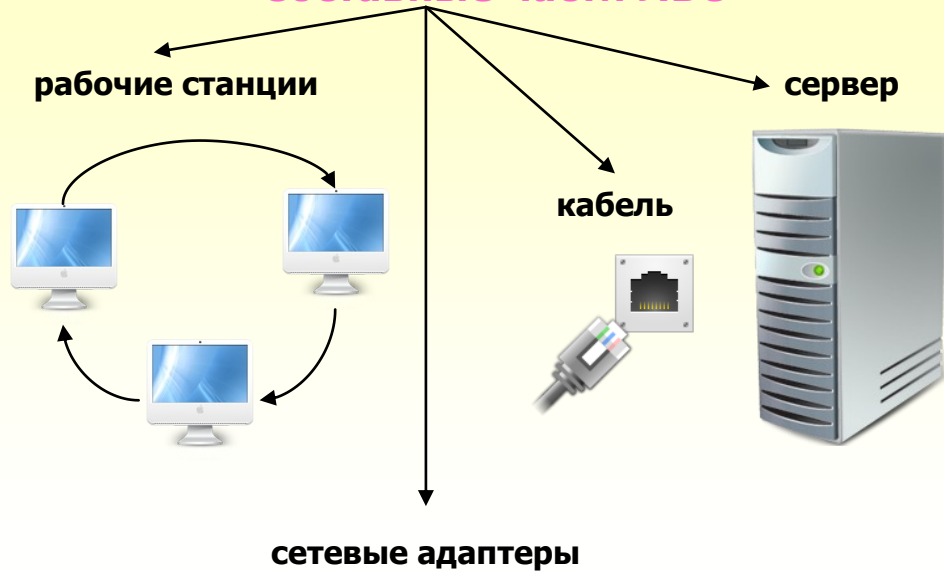 рабочие станции
сервер
кабель
сетевые адаптеры